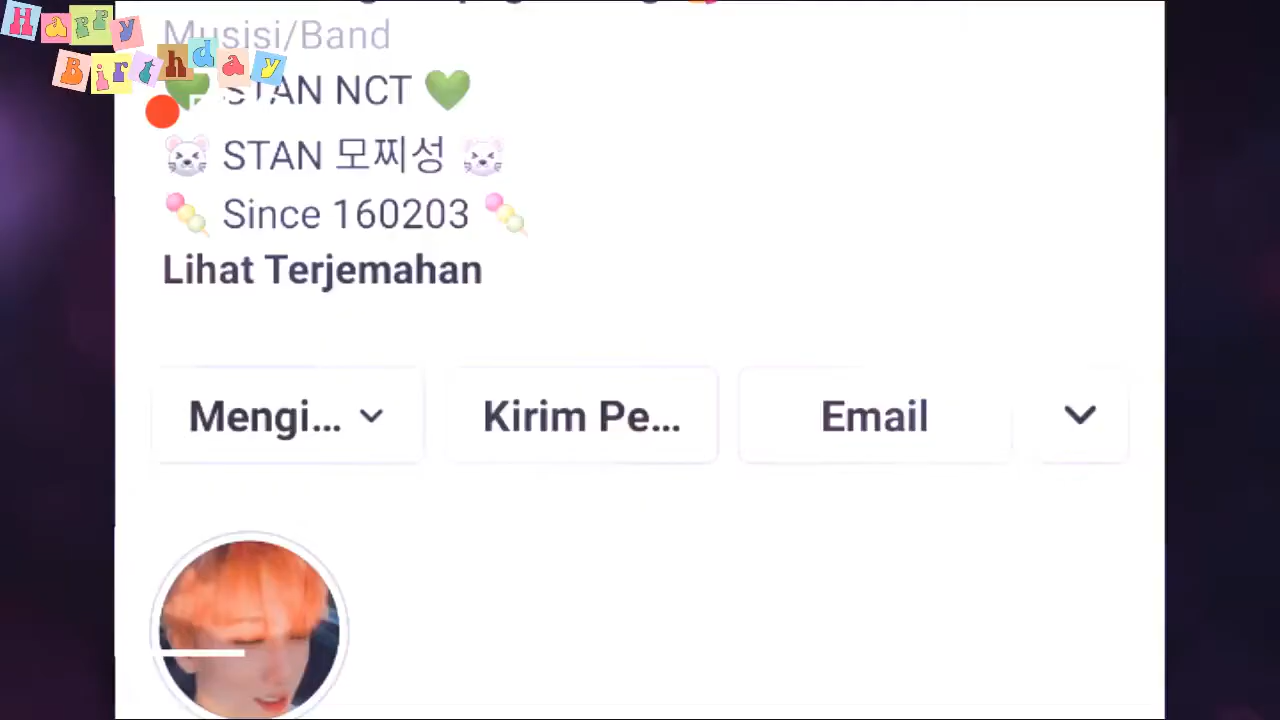 Happy
Birthday
Musisi/Band
💚 STAN NCT 💚
🐹 STAN 모찌성 🐹
🍡 Since 160203 🍡
Lihat Terjemahan
Mengi... Kirim Pe... Email